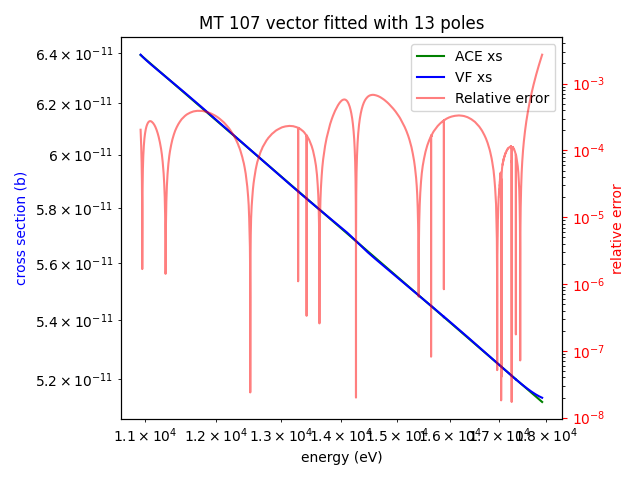 MT 107 vector fitted with 13 poles
ACE xs
VF xs
Relative error
6.4 × 10⁻¹¹
6.2 × 10⁻¹¹
6 × 10⁻¹¹
5.8 × 10⁻¹¹
5.6 × 10⁻¹¹
5.4 × 10⁻¹¹
5.2 × 10⁻¹¹
cross section (b)
10⁻³
10⁻⁴
10⁻⁵
10⁻⁶
10⁻⁷
10⁻⁸
relative error
1.1 × 10⁴ 1.2 × 10⁴ 1.3 × 10⁴ 1.4 × 10⁴ 1.5 × 10⁴ 1.6 × 10⁴ 1.7 × 10⁴ 1.8 × 10⁴
energy (eV)